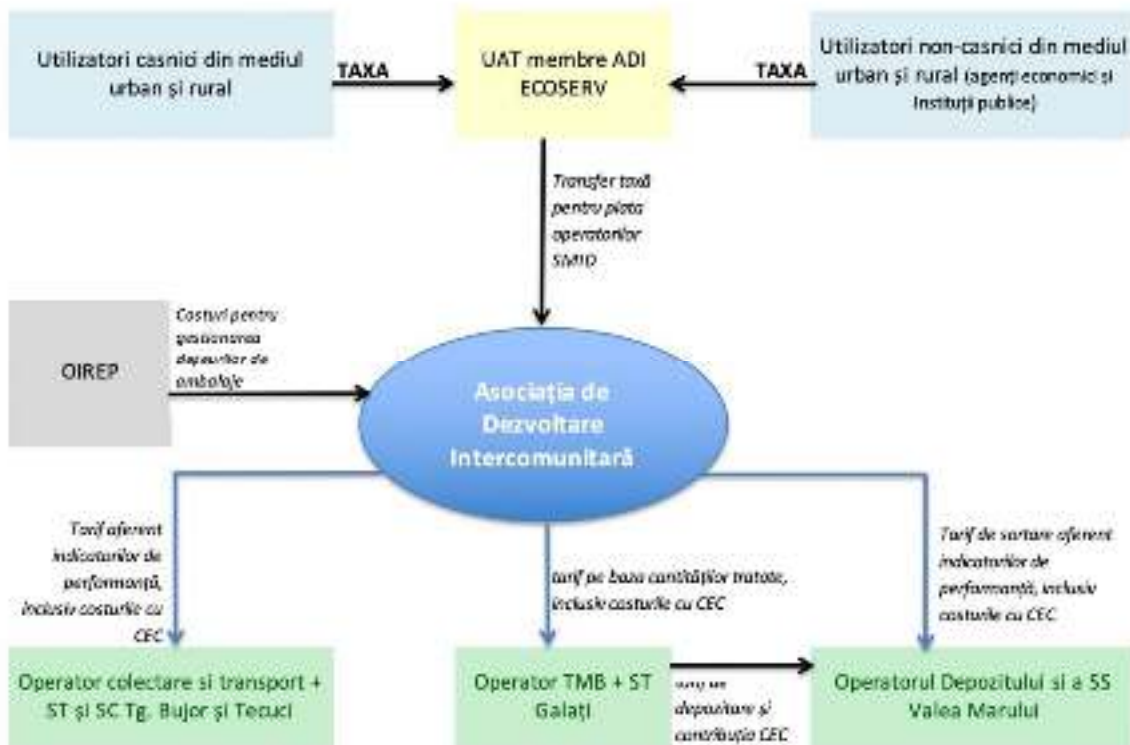 Utilizatori casnici din mediul
urban și rural
TAXA
UAT membre ADI
ECOSERV
TAXA
Utilizatori non-casnici din mediul
urban și rural (agenți economici și
Instituții publice)
Transfer taxă
pentru plata
operatorilor
SMID
OIREP
Costuri pentru
gestionarea
deșeurilor de
ambalaje
Asociația de
Dezvoltare
Intercomunitară
Tarif aferent
indicatorilor de
performanță,
inclusiv costurile cu
CEC
tarif pe baza cantităților tratate,
inclusiv costurile cu CEC
Tarif de sortare aferent
indicatorilor de
performanță, inclusiv
costurile cu CEC
Operator colectare si transport +
ST și SC Tg. Bujor și Tecuci
Operator TMB + ST
Galați
de
depozitare și
contribuția CEC
Operatorul Depozitului si a SS
Valea Marului